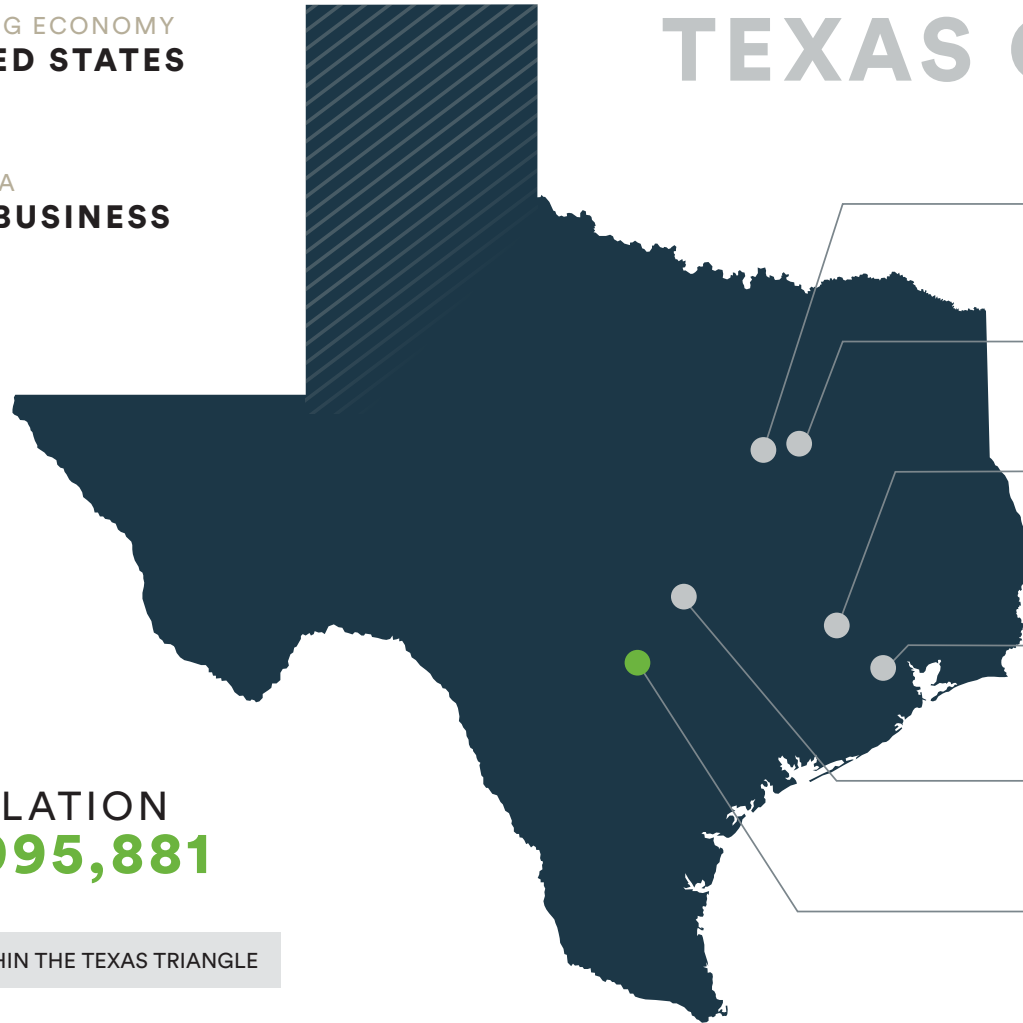 G ECONOMY
ED STATES
TEXAS
A
BUSINESS
LATION
95,881
HIN THE TEXAS TRIANGLE